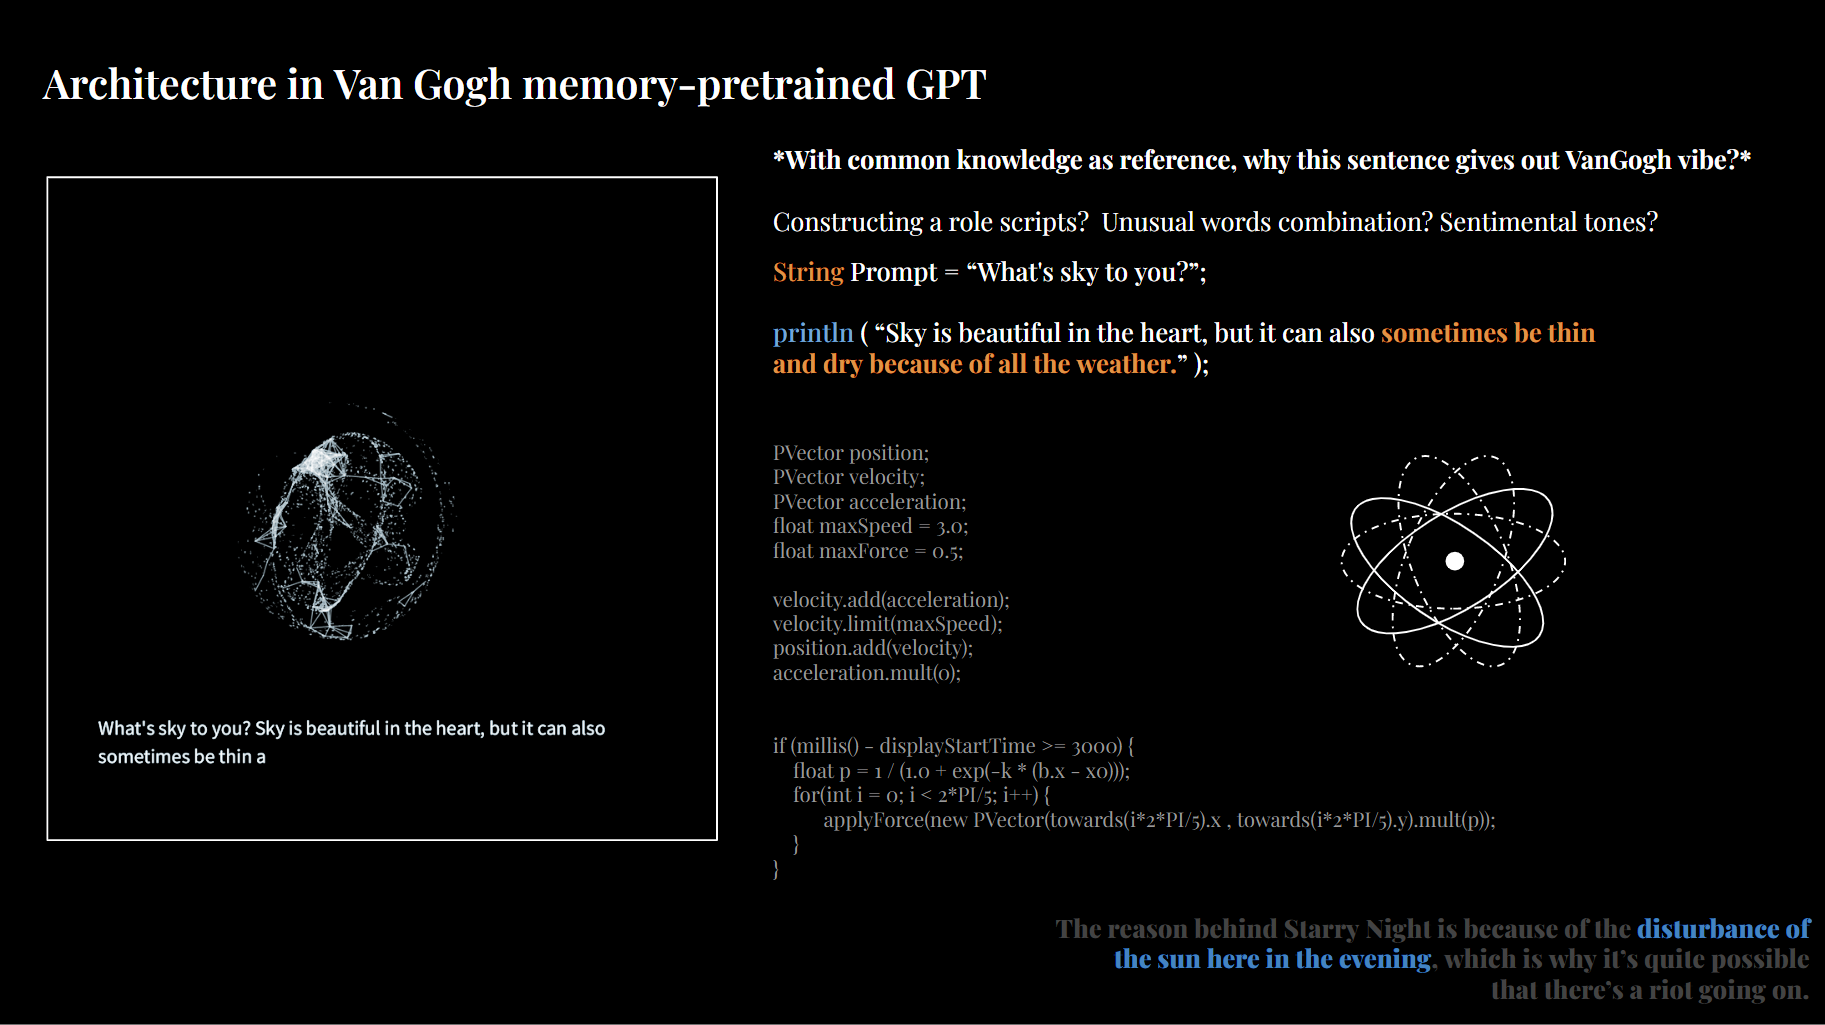 Architecture in Van Gogh memory-pretrained GPT
*With common knowledge as reference, why this sentence gives out VanGogh vibe?*
Constructing a role scripts?  Unusual words combination? Sentimental tones?
String Prompt = “What's sky to you?”;
println ( “Sky is beautiful in the heart, but it can also sometimes be thin
and dry because of all the weather.” );
PVector position;
PVector velocity;
PVector acceleration;
float maxSpeed = 3.0;
float maxForce = 0.5;
velocity.add(acceleration);
velocity.limit(maxSpeed);
position.add(velocity);
acceleration.mult(0);
if (millis() - displayStartTime >= 3000) {
float p = 1 / (1.0 + exp(-k * (b.x - x0)));
for(int i = 0; i < 2*PI/5; i++) {
applyForce(new PVector(towards(i*2*PI/5).x , towards(i*2*PI/5).y).mult(p));
}
}
What's sky to you? Sky is beautiful in the heart, but it can also
sometimes be thin a
The reason behind Starry Night is because of the disturbance of
the sun here in the evening, which is why it’s quite possible
that there’s a riot going on.